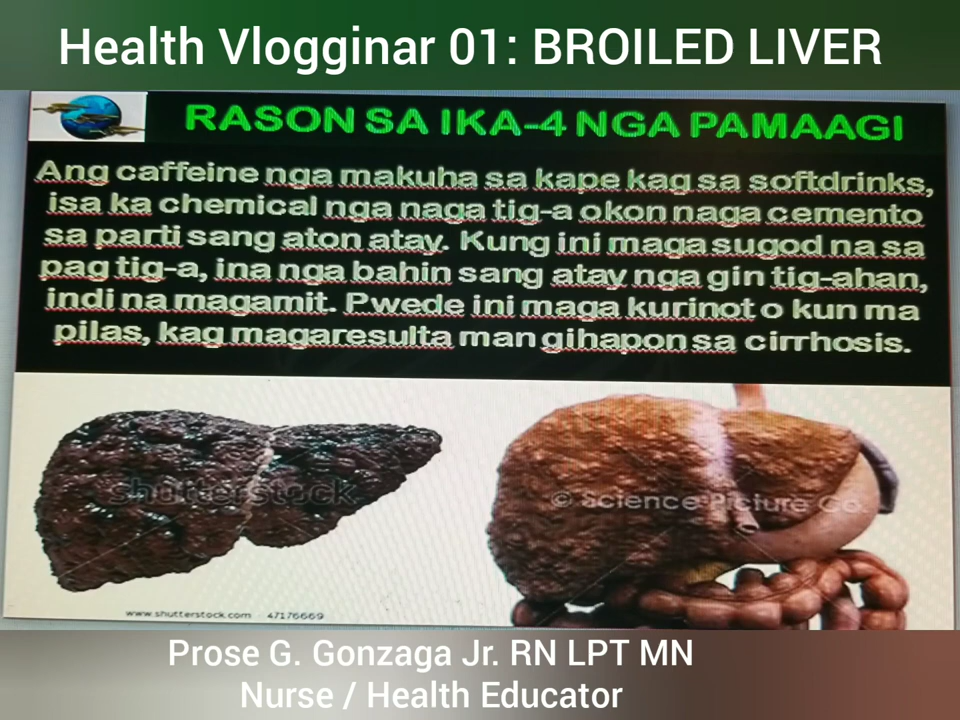 Health Vlogginar 01: BROILED LIVER
RASON SA IKA-4 NGA PAMAAGI
Ang caffeine nga makuha sa kape kag sa softdrinks,
isa ka chemical nga naga tig-a okon naga cemento
sa parti sang aton atay. Kung ini maga sugod na sa
pag tig-a, ina nga bahin sang atay nga gin tig-ahan,
indi na magamit. Pwede ini maga kurinot o kun ma
pilas, kag magaresulta man gihapon sa cirrhosis.
shutterstock
© Science Picture Co
www.shutterstock.com · 47176669
Prose G. Gonzaga Jr. RN LPT MN
Nurse / Health Educator